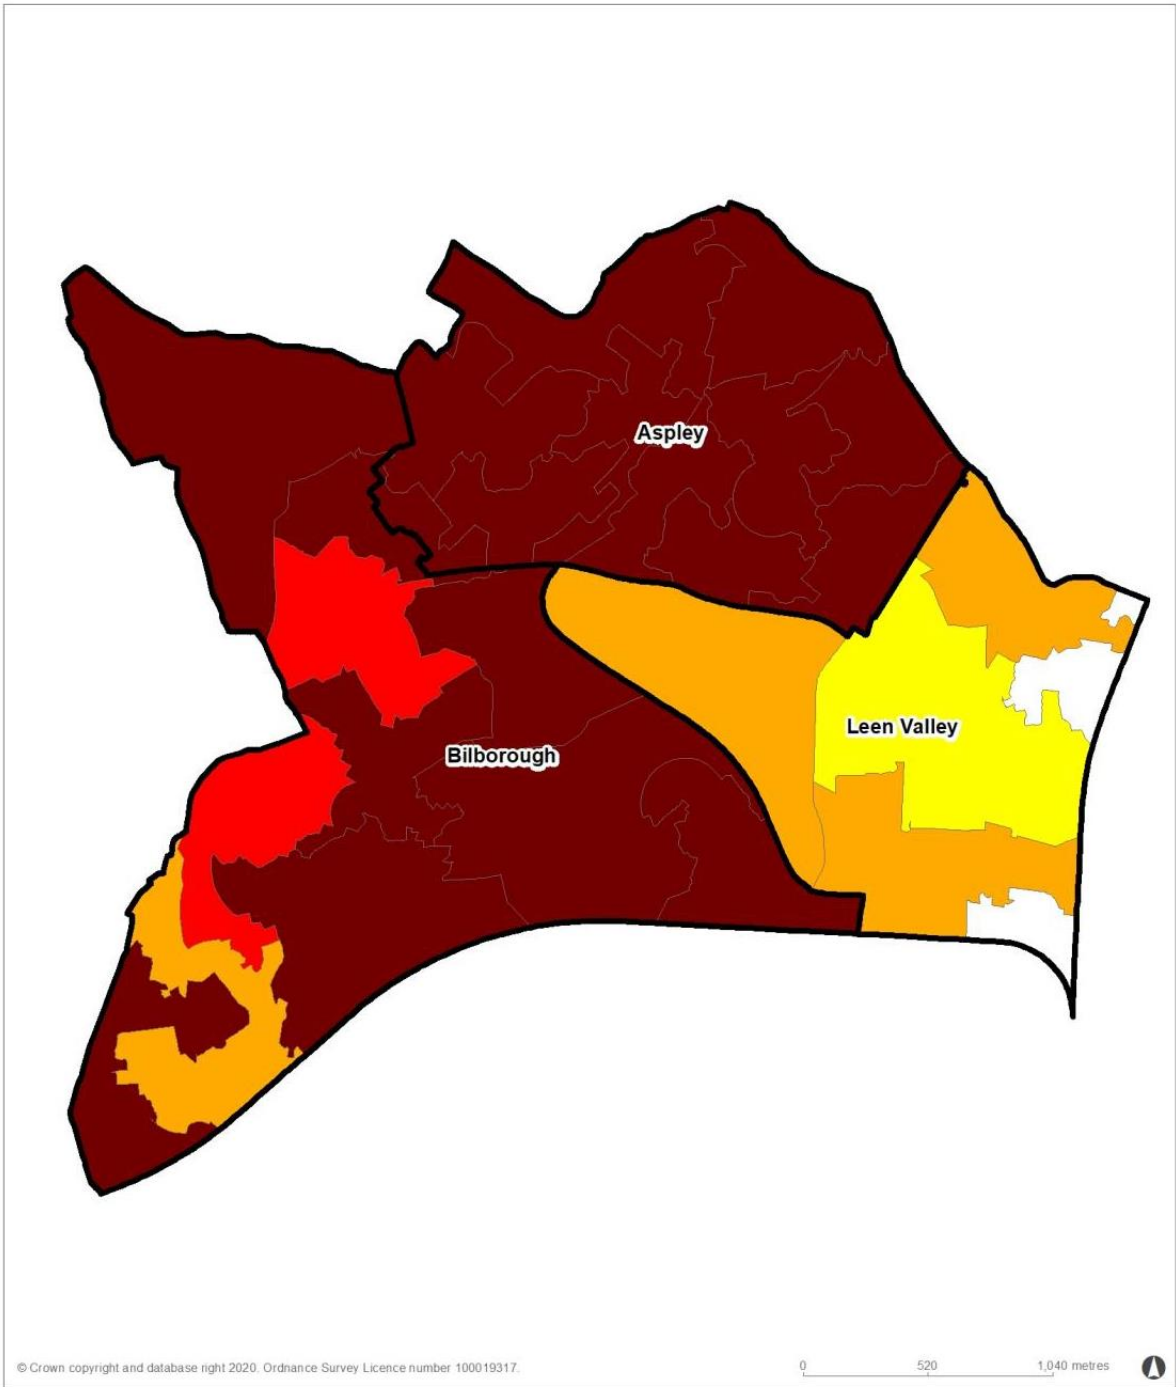 Aspley
Leen Valley
Bilborough
© Crown copyright and database right 2020. Ordnance Survey Licence number 100019317.
0 520 1,040 metres